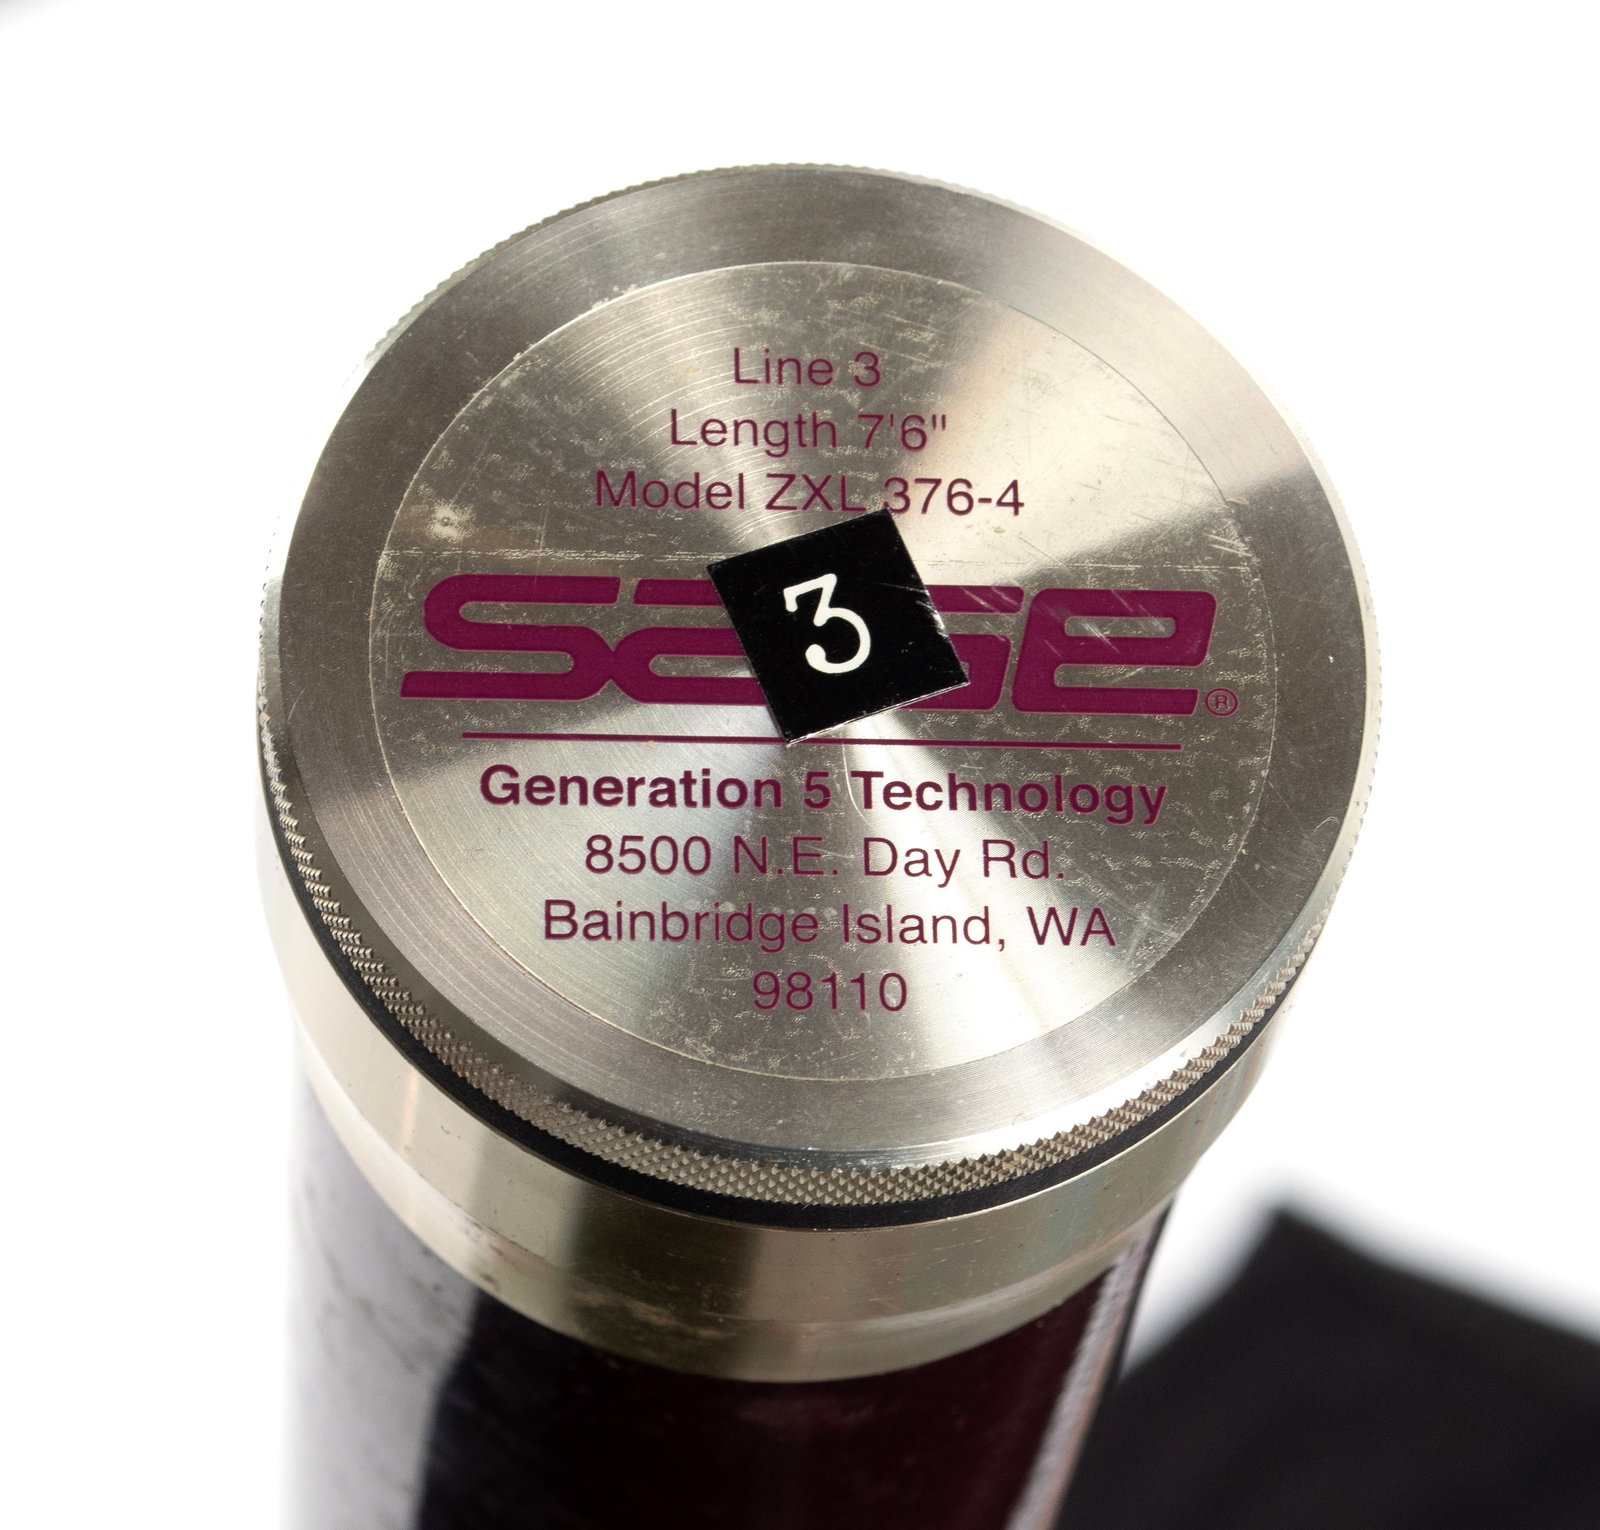 Line 3
Length 7'6"
Model ZXL 376-4
sage®
3
Generation 5 Technology
8500 N.E. Day Rd.
Bainbridge Island, WA
98110